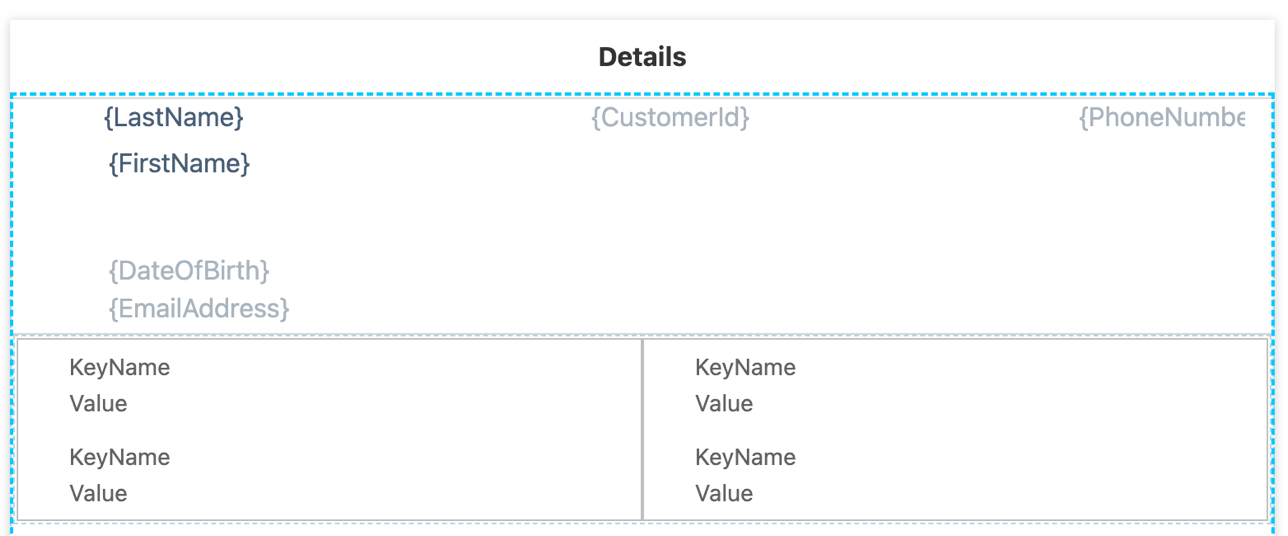 Details
{LastName} {CustomerId} {PhoneNumbe
{FirstName}
{DateOfBirth}
{EmailAddress}
KeyName KeyName
Value Value
KeyName KeyName
Value Value